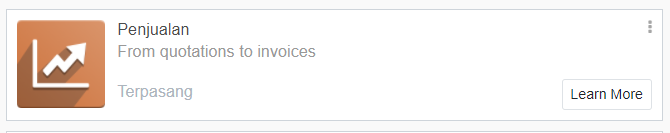 Penjualan
From quotations to invoices
Terpasang
Learn More